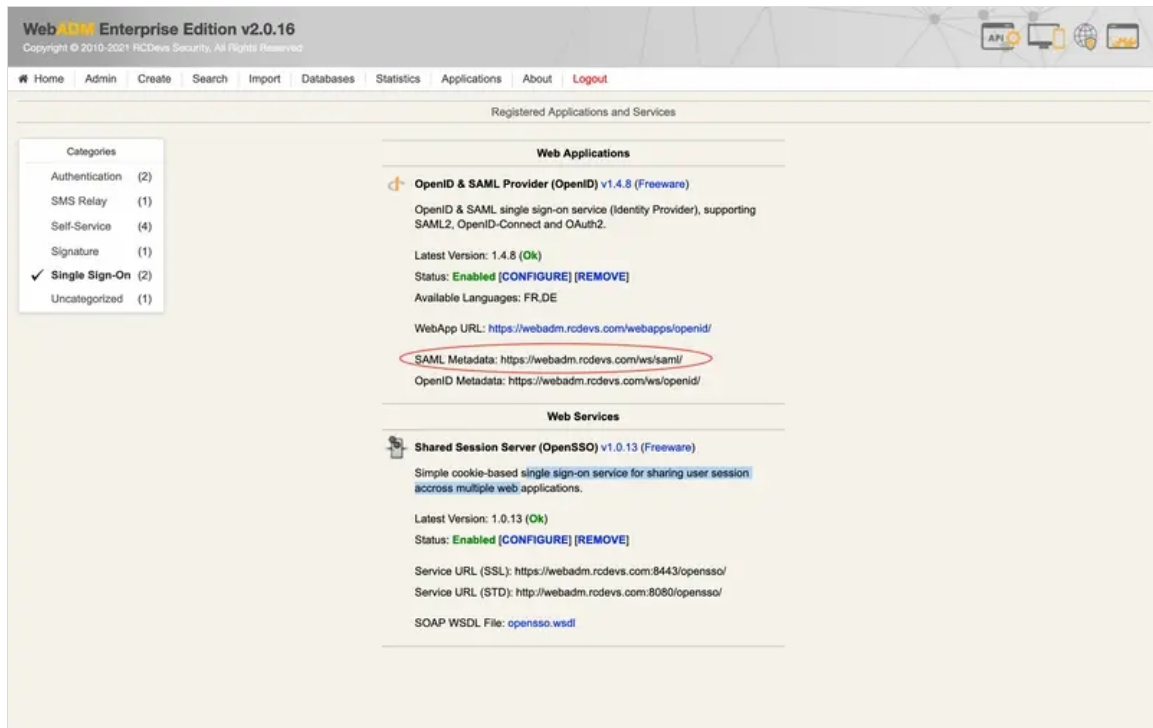 WebADM Enterprise Edition v2.0.16
Copyright © 2010-2021 RCDevs Security, All Rights Reserved
API
Home Admin Create Search Import Databases Statistics Applications About Logout
Registered Applications and Services
Categories
Authentication (2)
SMS Relay (1)
Self-Service (4)
Signature (1)
Single Sign-On (2)
Uncategorized (1)
Web Applications
OpenID & SAML Provider (OpenID) v1.4.8 (Freeware)
OpenID & SAML single sign-on service (Identity Provider), supporting
SAML2, OpenID-Connect and OAuth2.
Latest Version: 1.4.8 (Ok)
Status: Enabled [CONFIGURE] [REMOVE]
Available Languages: FR,DE
WebApp URL: https://webadm.rcdevs.com/webapps/openid/
SAML Metadata: https://webadm.rcdevs.com/ws/saml/
OpenID Metadata: https://webadm.rcdevs.com/ws/openid/
Web Services
Shared Session Server (OpenSSO) v1.0.13 (Freeware)
Simple cookie-based single sign-on service for sharing user session
accross multiple web applications.
Latest Version: 1.0.13 (Ok)
Status: Enabled [CONFIGURE] [REMOVE]
Service URL (SSL): https://webadm.rcdevs.com:8443/opensso/
Service URL (STD): http://webadm.rcdevs.com:8080/opensso/
SOAP WSDL File: opensso.wsdl